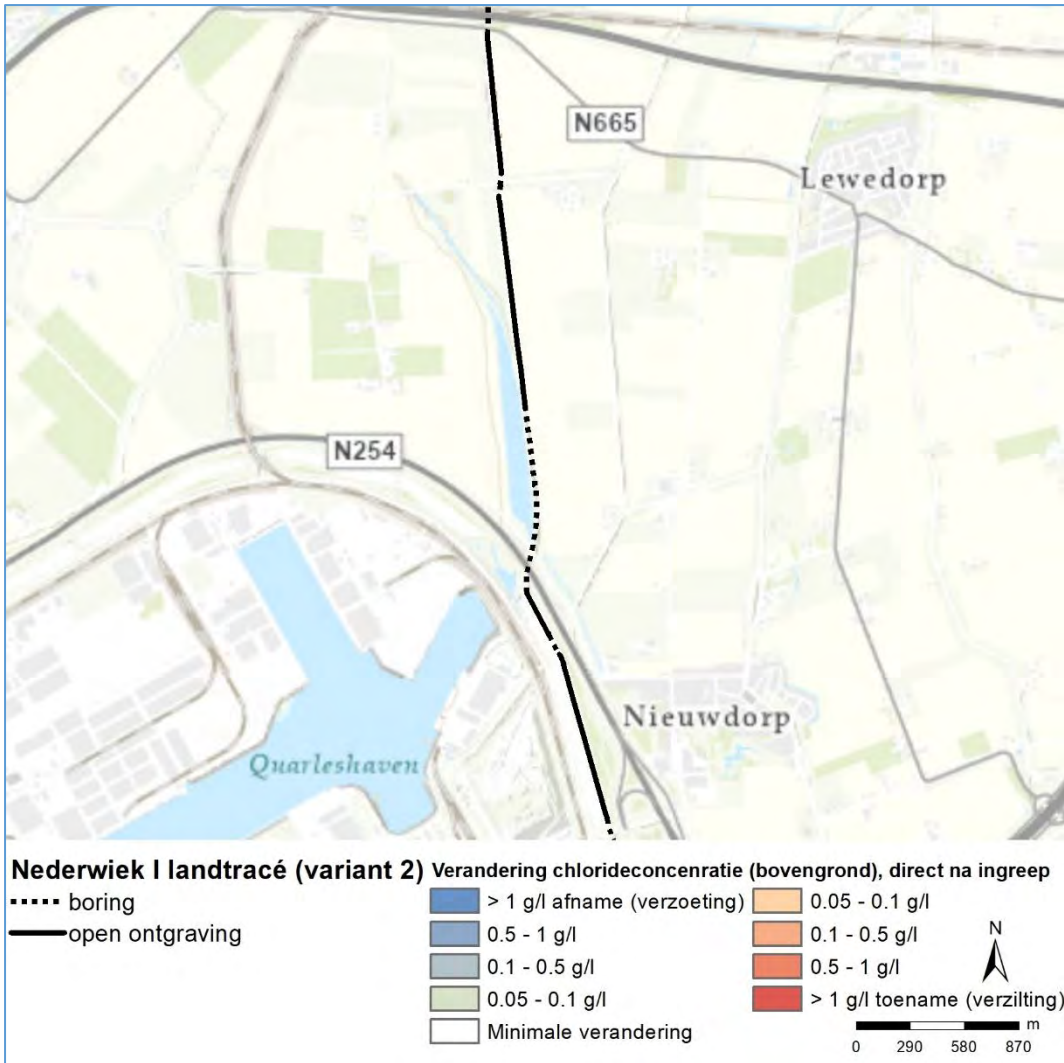 N665
Lewedorp
N254
Nieuwdorp
Quarleshaven
Nederwiek I landtracé (variant 2)
boring
open ontgraving
Verandering chlorideconcenratie (bovengrond), direct na ingreep
> 1 g/l afname (verzoeting)
0.5 - 1 g/l
0.1 - 0.5 g/l
0.05 - 0.1 g/l
Minimale verandering
0.05 - 0.1 g/l
0.1 - 0.5 g/l
0.5 - 1 g/l
> 1 g/l toename (verzilting)
N
m
0 290 580 870